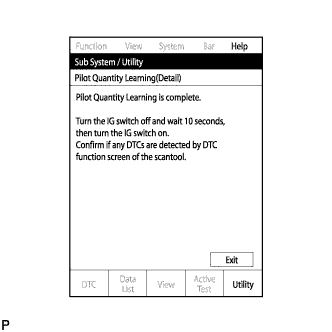 Function View System Bar Help
Sub System / Utility
Pilot Quantity Learning(Detail)
Pilot Quantity Learning is complete.
Turn the IG switch off and wait 10 seconds,
then turn the IG switch on.
Confirm if any DTCs are detected by DTC
function screen of the scantool.
Exit
DTC Data List View Active Test Utility
P